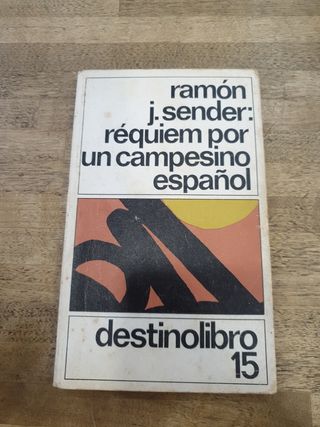 ramón
j. sender:
réquiem por
un campesino
español
destinolibro
15